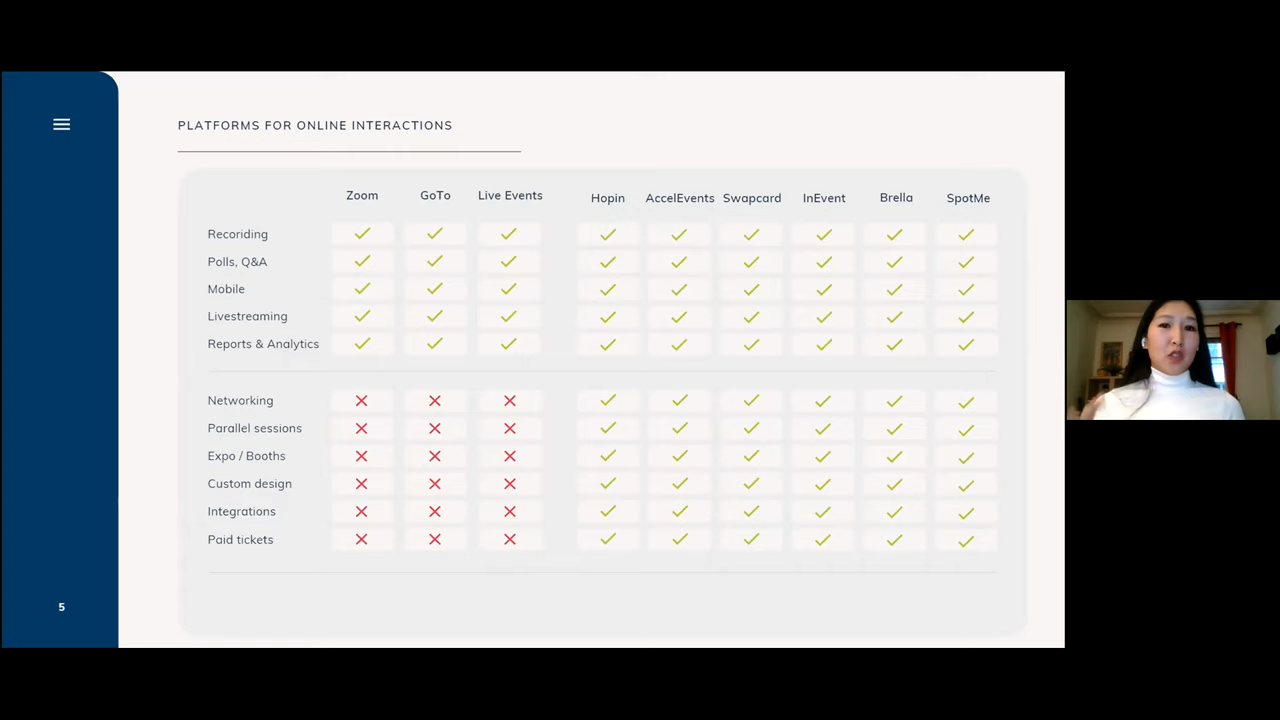 PLATFORMS FOR ONLINE INTERACTIONS
Zoom GoTo Live Events Hopin AccelEvents Swapcard InEvent Brella SpotMe
Recoriding
Polls, Q&A
Mobile
Livestreaming
Reports & Analytics
Networking
Parallel sessions
Expo / Booths
Custom design
Integrations
Paid tickets
5